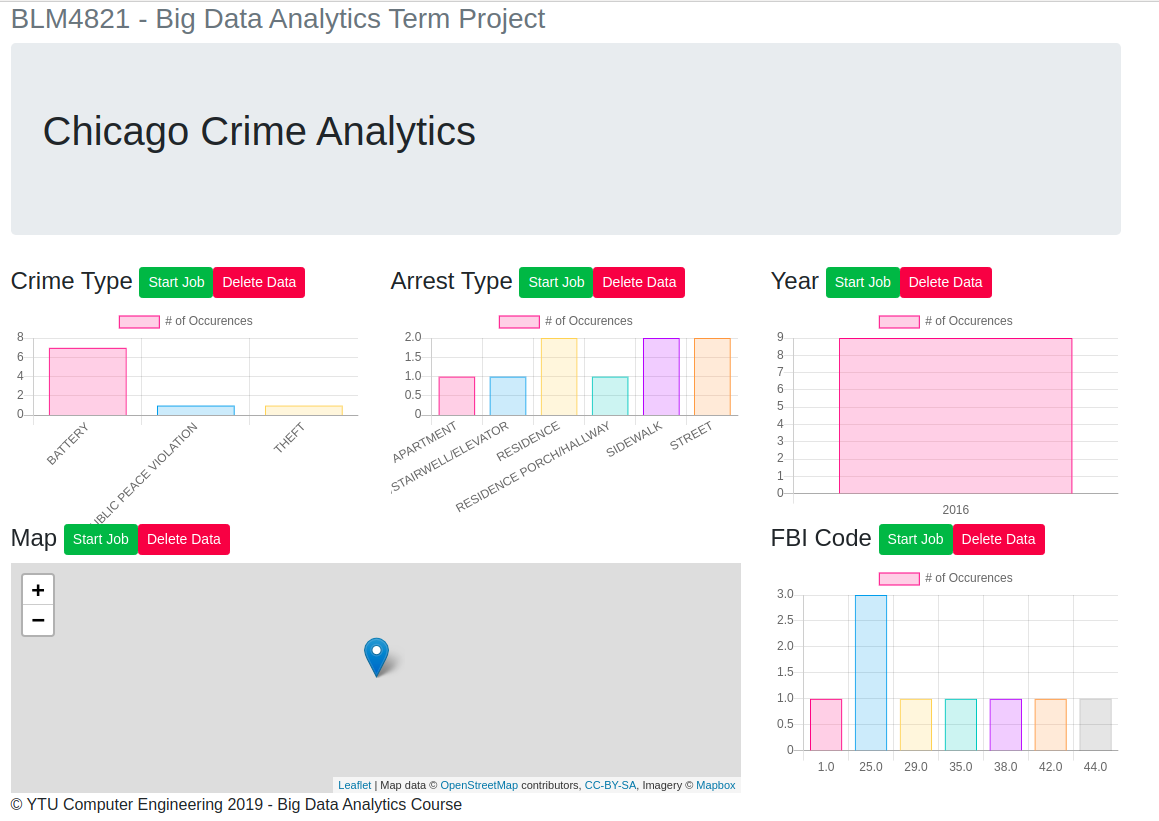 BLM4821 - Big Data Analytics Term Project
Chicago Crime Analytics
Crime Type Start Job Delete Data
# of Occurences
8
6
4
2
0
BATTERY
UBLIC PEACE VIOLATION
THEFT
Arrest Type Start Job Delete Data
# of Occurences
2.0
1.5
1.0
0.5
0
APARTMENT
STAIRWELL/ELEVATOR
RESIDENCE
RESIDENCE PORCH/HALLWAY
SIDEWALK
STREET
Year Start Job Delete Data
# of Occurences
9
8
7
6
5
4
3
2
1
0
2016
Map Start Job Delete Data
+
−
Leaflet | Map data © OpenStreetMap contributors, CC-BY-SA, Imagery © Mapbox
FBI Code Start Job Delete Data
# of Occurences
3.0
2.5
2.0
1.5
1.0
0.5
0
1.0 25.0 29.0 35.0 38.0 42.0 44.0
© YTU Computer Engineering 2019 - Big Data Analytics Course